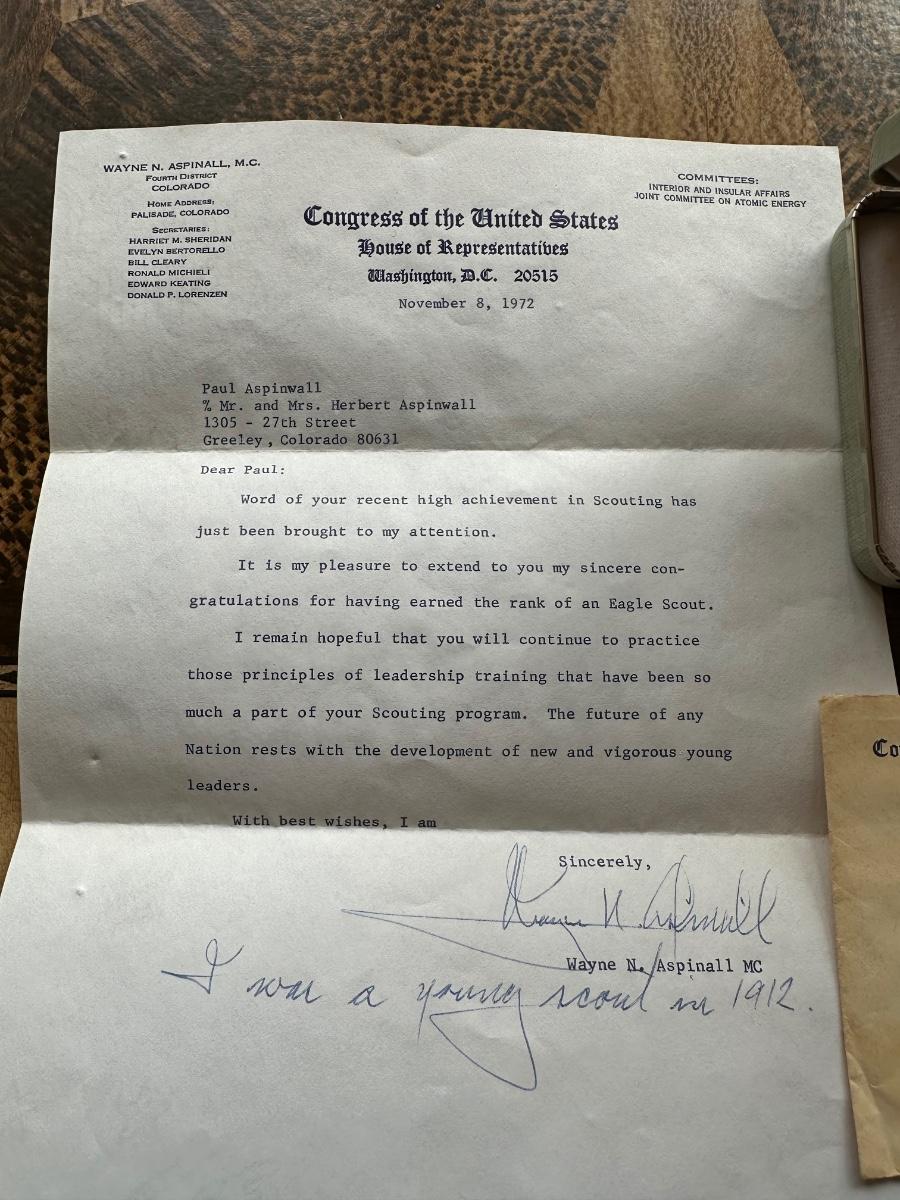 WAYNE N. ASPINALL, M.C.
FOURTH DISTRICT
COLORADO
HOME ADDRESS:
PALISADE, COLORADO
SECRETARIES:
HARRIET M. SHERIDAN
EVELYN BERTORELLO
BILL CLEARY
RONALD MICHIELI
EDWARD KEATING
DONALD P. LORENZEN
COMMITTEES:
INTERIOR AND INSULAR AFFAIRS
JOINT COMMITTEE ON ATOMIC ENERGY
Congress of the United States
House of Representatives
Washington, D.C. 20515
November 8, 1972
Paul Aspinwall
% Mr. and Mrs. Herbert Aspinwall
1305 - 27th Street
Greeley, Colorado 80631
Dear Paul:
Word of your recent high achievement in Scouting has
just been brought to my attention.
It is my pleasure to extend to you my sincere con-
gratulations for having earned the rank of an Eagle Scout.
I remain hopeful that you will continue to practice
those principles of leadership training that have been so
much a part of your Scouting program. The future of any
Nation rests with the development of new and vigorous young
leaders.
With best wishes, I am
Sincerely,
Wayne N. Aspinall
Wayne N. Aspinall MC
I was a young scout in 1912.